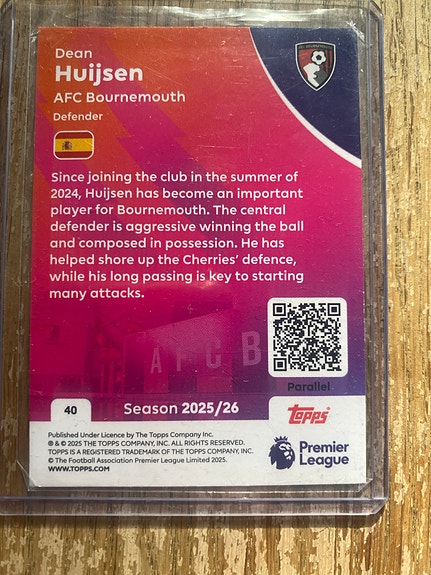 Dean
Huijsen
AFC Bournemouth
Defender
Since joining the club in the summer of
2024, Huijsen has become an important
player for Bournemouth. The central
defender is aggressive winning the ball
and composed in possession. He has
helped shore up the Cherries' defence,
while his long passing is key to starting
many attacks.
AFCB
Parallel
40
Season 2025/26
Topps
Published Under Licence by The Topps Company Inc.
® & © 2025 THE TOPPS COMPANY, INC. ALL RIGHTS RESERVED.
TOPPS IS A REGISTERED TRADEMARK OF THE TOPPS COMPANY, INC.
© The Football Association Premier League Limited 2025.
WWW.TOPPS.COM
Premier
League